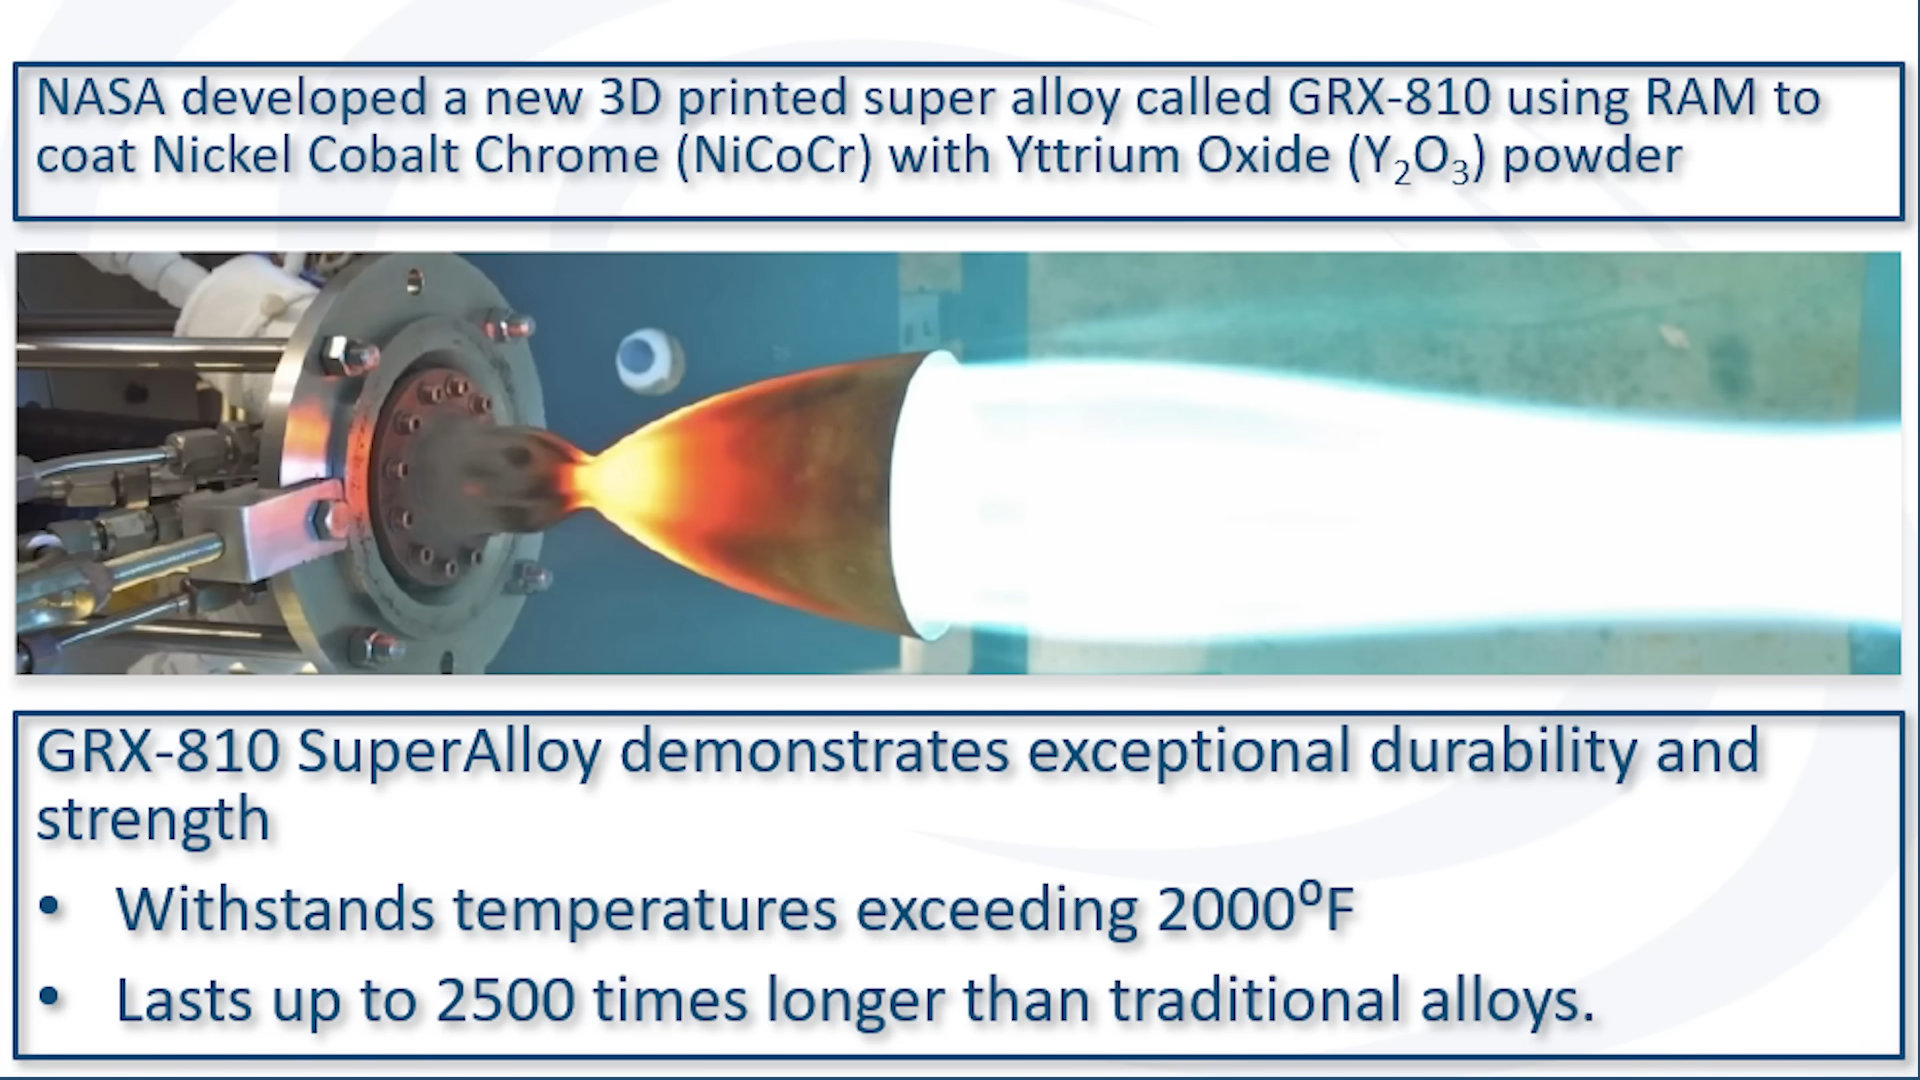 NASA developed a new 3D printed super alloy called GRX-810 using RAM to
coat Nickel Cobalt Chrome (NiCoCr) with Yttrium Oxide (Y₂O₃) powder
GRX-810 SuperAlloy demonstrates exceptional durability and
strength
• Withstands temperatures exceeding 2000⁰F
• Lasts up to 2500 times longer than traditional alloys.